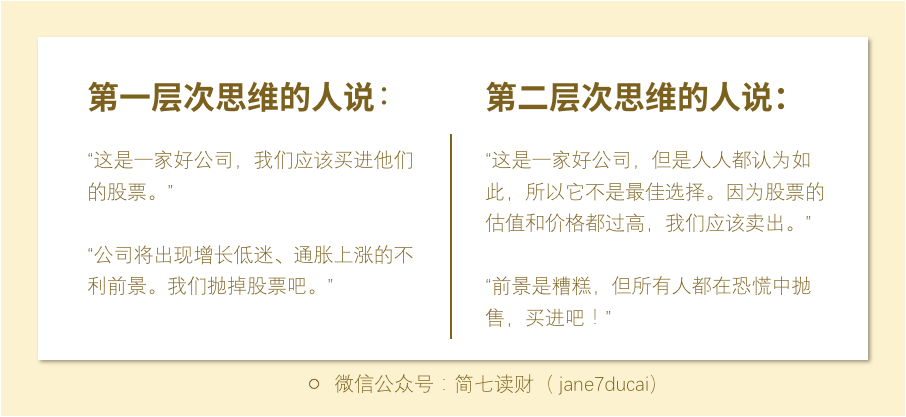 第一层次思维的人说：
“这是一家好公司，我们应该买进他们
的股票。”
“公司将出现增长低迷、通胀上涨的不
利前景。我们抛掉股票吧。”
第二层次思维的人说：
“这是一家好公司，但是人人都认为如
此，所以它不是最佳选择。因为股票的
估值和价格都过高，我们应该卖出。”
“前景是糟糕，但所有人都在恐慌中抛
售，买进吧！”
微信公众号：简七读财（jane7ducai）